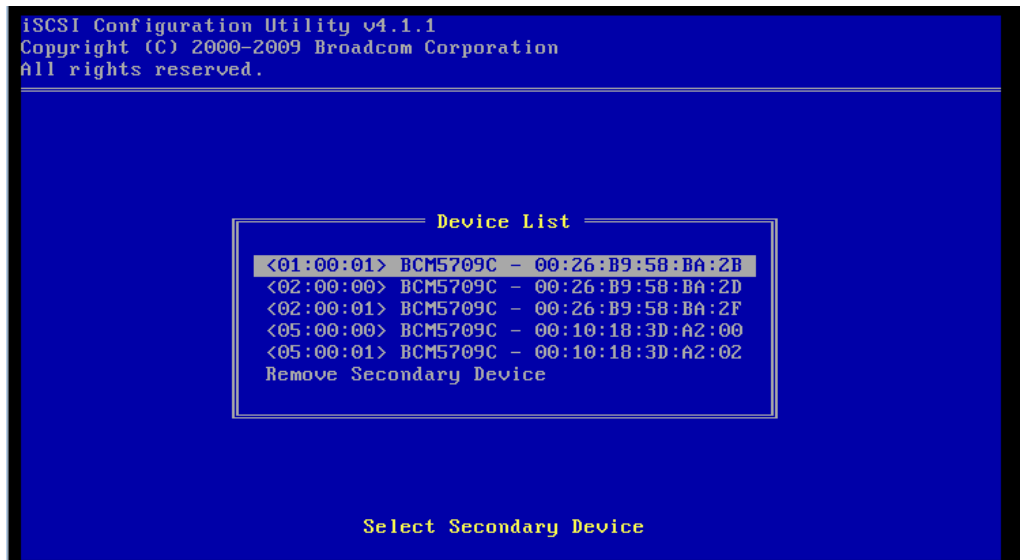 iSCSI Configuration Utility v4.1.1
Copyright (C) 2000-2009 Broadcom Corporation
All rights reserved.
Device List
<01:00:01> BCM5709C - 00:26:B9:58:BA:2B
<02:00:00> BCM5709C - 00:26:B9:58:BA:2D
<02:00:01> BCM5709C - 00:26:B9:58:BA:2F
<05:00:00> BCM5709C - 00:10:18:3D:A2:00
<05:00:01> BCM5709C - 00:10:18:3D:A2:02
Remove Secondary Device
Select Secondary Device